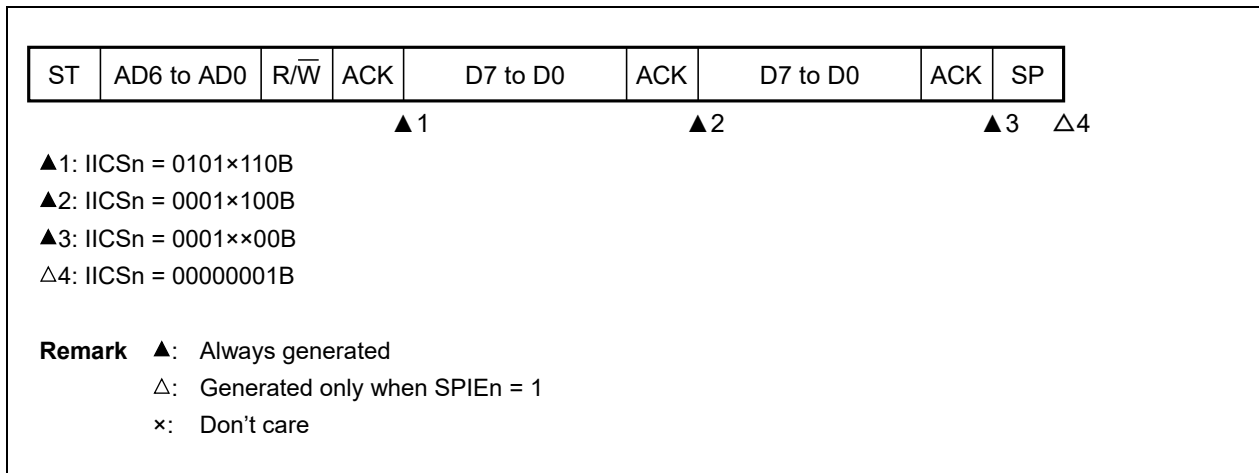 ST AD6 to AD0 R/W̅ ACK D7 to D0 ACK D7 to D0 ACK SP
▲1 ▲2 ▲3 △4
▲1: IICSn = 0101×110B
▲2: IICSn = 0001×100B
▲3: IICSn = 0001××00B
△4: IICSn = 00000001B
Remark ▲: Always generated
△: Generated only when SPIEn = 1
×: Don’t care